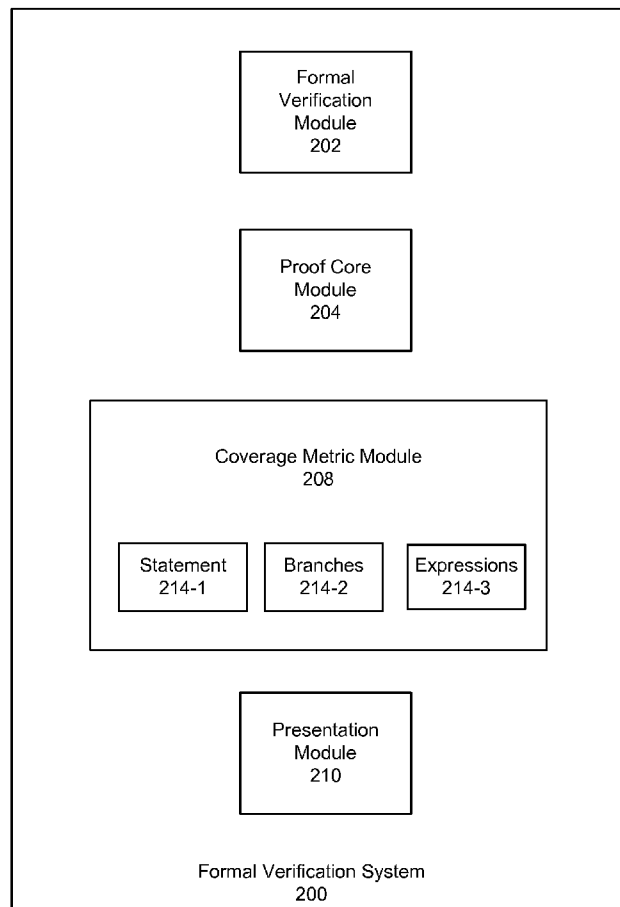 Formal
Verification
Module
202
Proof Core
Module
204
Coverage Metric Module
208
Statement
214-1
Branches
214-2
Expressions
214-3
Presentation
Module
210
Formal Verification System
200